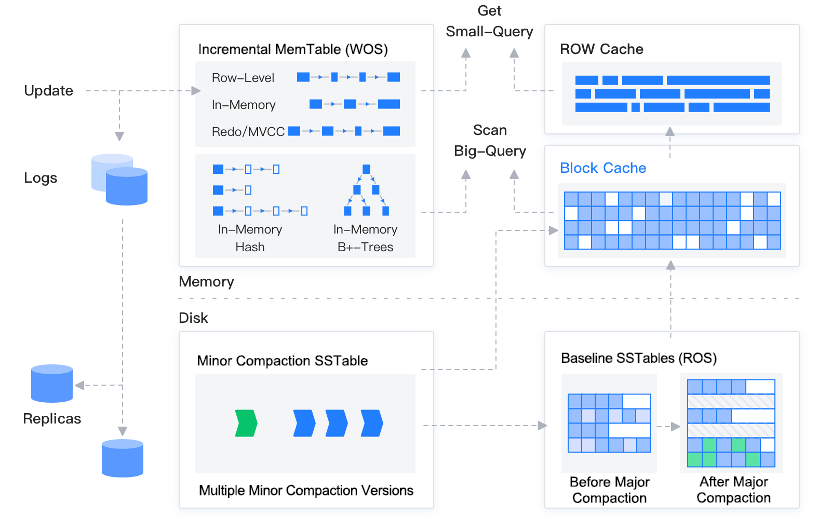 Get
Small-Query
Incremental MemTable (WOS)
ROW Cache
Row-Level
Update
In-Memory
Redo/MVCC
Scan
Big-Query
Block Cache
Logs
In-Memory
Hash
In-Memory
B+-Trees
Memory
Disk
Minor Compaction SSTable
Baseline SSTables (ROS)
Replicas
Multiple Minor Compaction Versions
Before Major
Compaction
After Major
Compaction